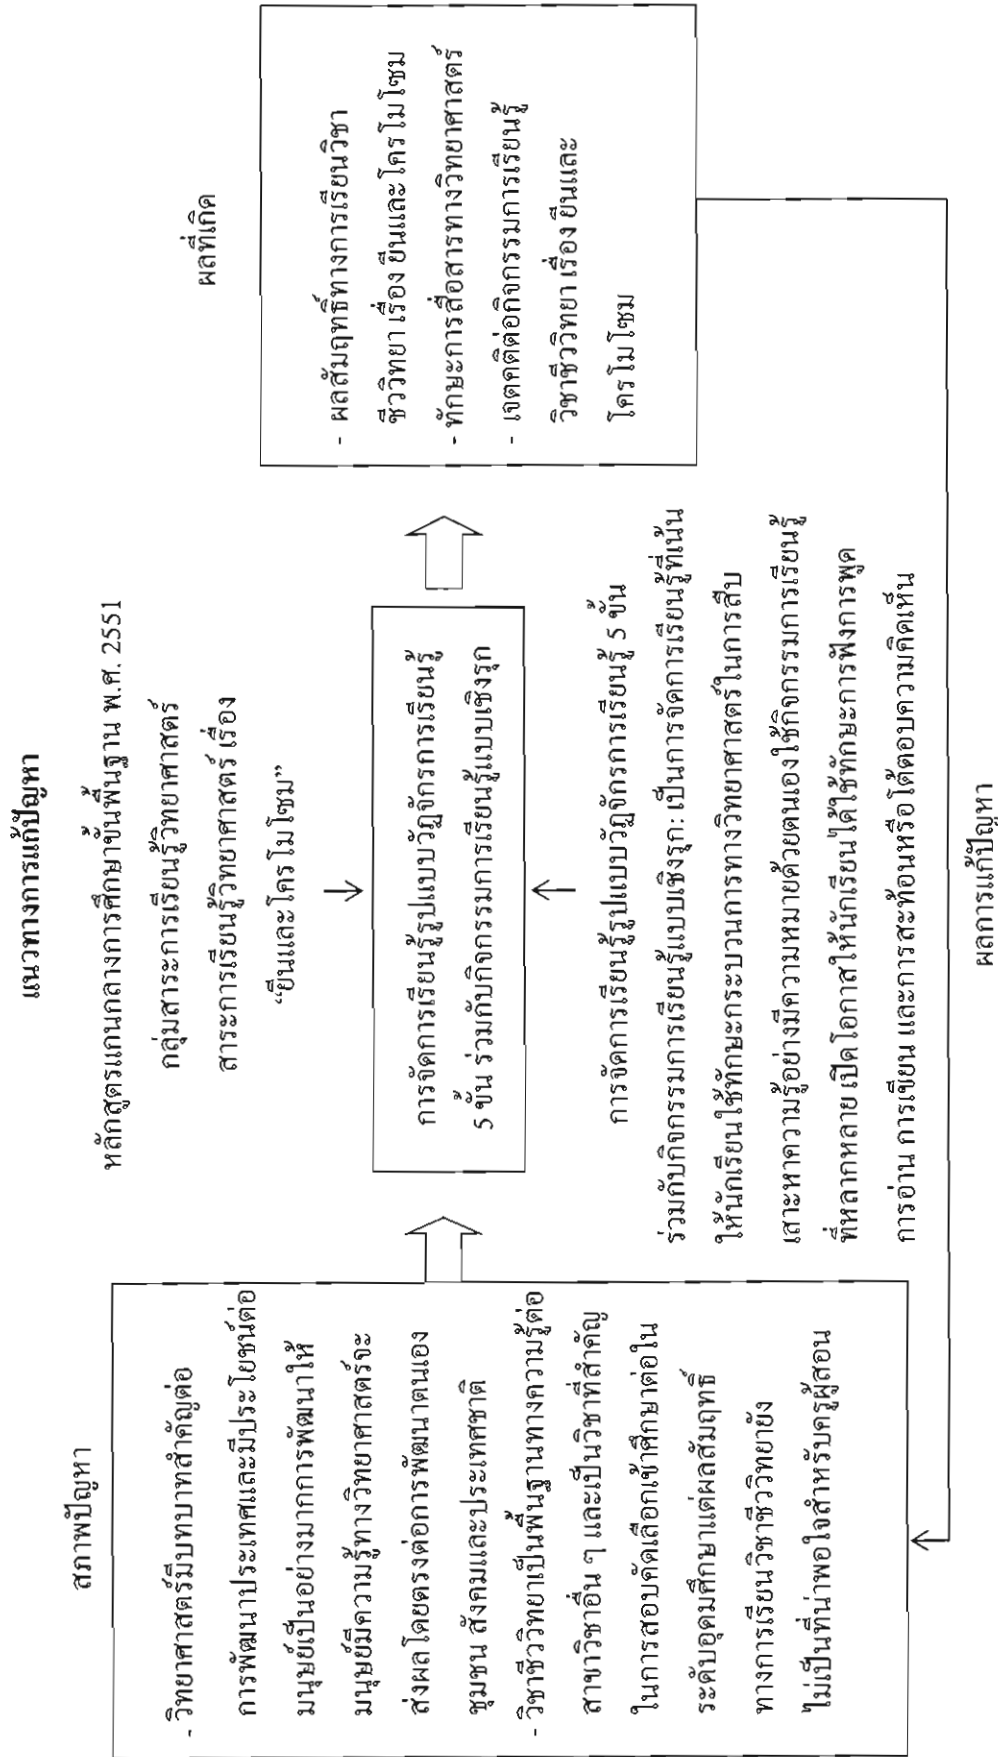 สภาพปัญหา
- วิทยาศาสตร์มีบทบาทสำคัญต่อ
การพัฒนาประเทศและมีประโยชน์ต่อ
มนุษย์เป็นอย่างมากการพัฒนาให้
มนุษย์มีความรู้ทางวิทยาศาสตร์จะ
ส่งผลโดยตรงต่อการพัฒนาตนเอง
ชุมชน สังคมและประเทศชาติ
- วิชาชีววิทยาเป็นพื้นฐานทางความรู้ต่อ
สาขาวิชาอื่น ๆ และเป็นวิชาที่สำคัญ
ในการสอบคัดเลือกเข้าศึกษาต่อใน
ระดับอุดมศึกษาแต่ผลสัมฤทธิ์
ทางการเรียนวิชาชีววิทยายัง
ไม่เป็นที่น่าพอใจสำหรับครูผู้สอน
แนวทางการแก้ปัญหา
หลักสูตรแกนกลางการศึกษาขั้นพื้นฐาน พ.ศ. 2551
กลุ่มสาระการเรียนรู้วิทยาศาสตร์
สาระการเรียนรู้วิทยาศาสตร์ เรื่อง
“ยีนและโครโมโซม”
การจัดการเรียนรู้รูปแบบวัฏจักรการเรียนรู้
5 ขั้น ร่วมกับกิจกรรมการเรียนรู้แบบเชิงรุก
การจัดการเรียนรู้รูปแบบวัฏจักรการเรียนรู้ 5 ขั้น
ร่วมกับกิจกรรมการเรียนรู้แบบเชิงรุก: เป็นการจัดการเรียนรู้ที่เน้น
ให้นักเรียนใช้ทักษะกระบวนการทางวิทยาศาสตร์ในการสืบ
เสาะหาความรู้อย่างมีความหมายด้วยตนเองใช้กิจกรรมการเรียนรู้
ที่หลากหลาย เปิดโอกาสให้นักเรียนได้ใช้ทักษะการฟังการพูด
การอ่าน การเขียน และการสะท้อนหรือโต้ตอบความคิดเห็น
ผลที่เกิด
- ผลสัมฤทธิ์ทางการเรียนวิชา
ชีววิทยา เรื่อง ยีนและโครโมโซม
- ทักษะการสื่อสารทางวิทยาศาสตร์
- เจตคติต่อกิจกรรมการเรียนรู้
วิชาชีววิทยา เรื่อง ยีนและ
โครโมโซม
ผลการแก้ปัญหา